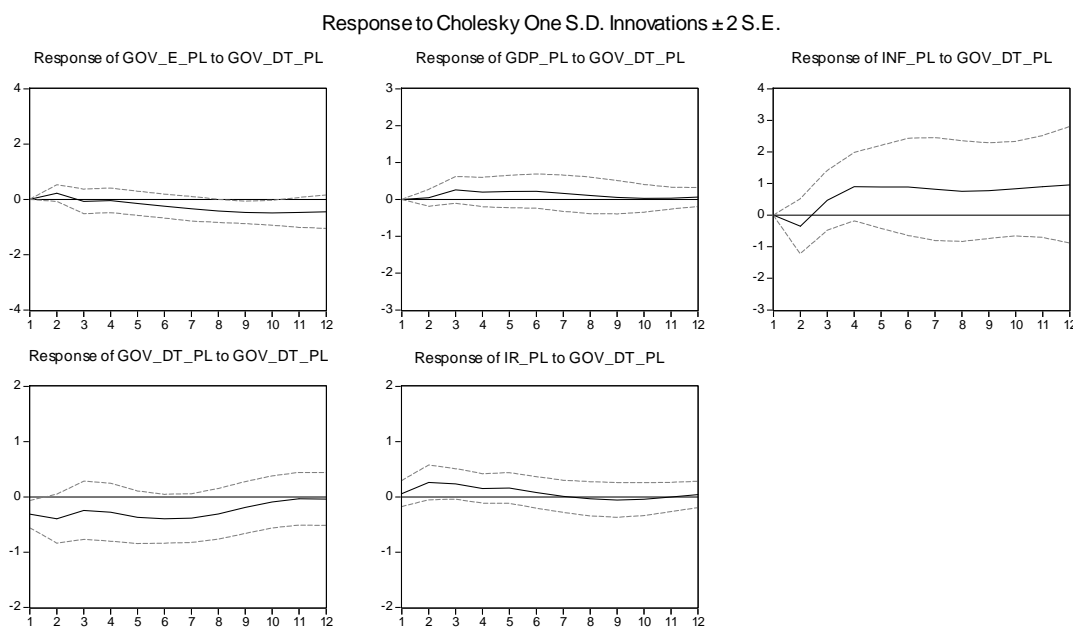 Response to Cholesky One S.D. Innovations ± 2 S.E.
Response of GOV_E_PL to GOV_DT_PL
4
2
0
-2
-4
1 2 3 4 5 6 7 8 9 10 11 12
Response of GDP_PL to GOV_DT_PL
3
2
1
0
-1
-2
-3
1 2 3 4 5 6 7 8 9 10 11 12
Response of INF_PL to GOV_DT_PL
4
3
2
1
0
-1
-2
-3
1 2 3 4 5 6 7 8 9 10 11 12
Response of GOV_DT_PL to GOV_DT_PL
2
1
0
-1
-2
1 2 3 4 5 6 7 8 9 10 11 12
Response of IR_PL to GOV_DT_PL
2
1
0
-1
-2
1 2 3 4 5 6 7 8 9 10 11 12